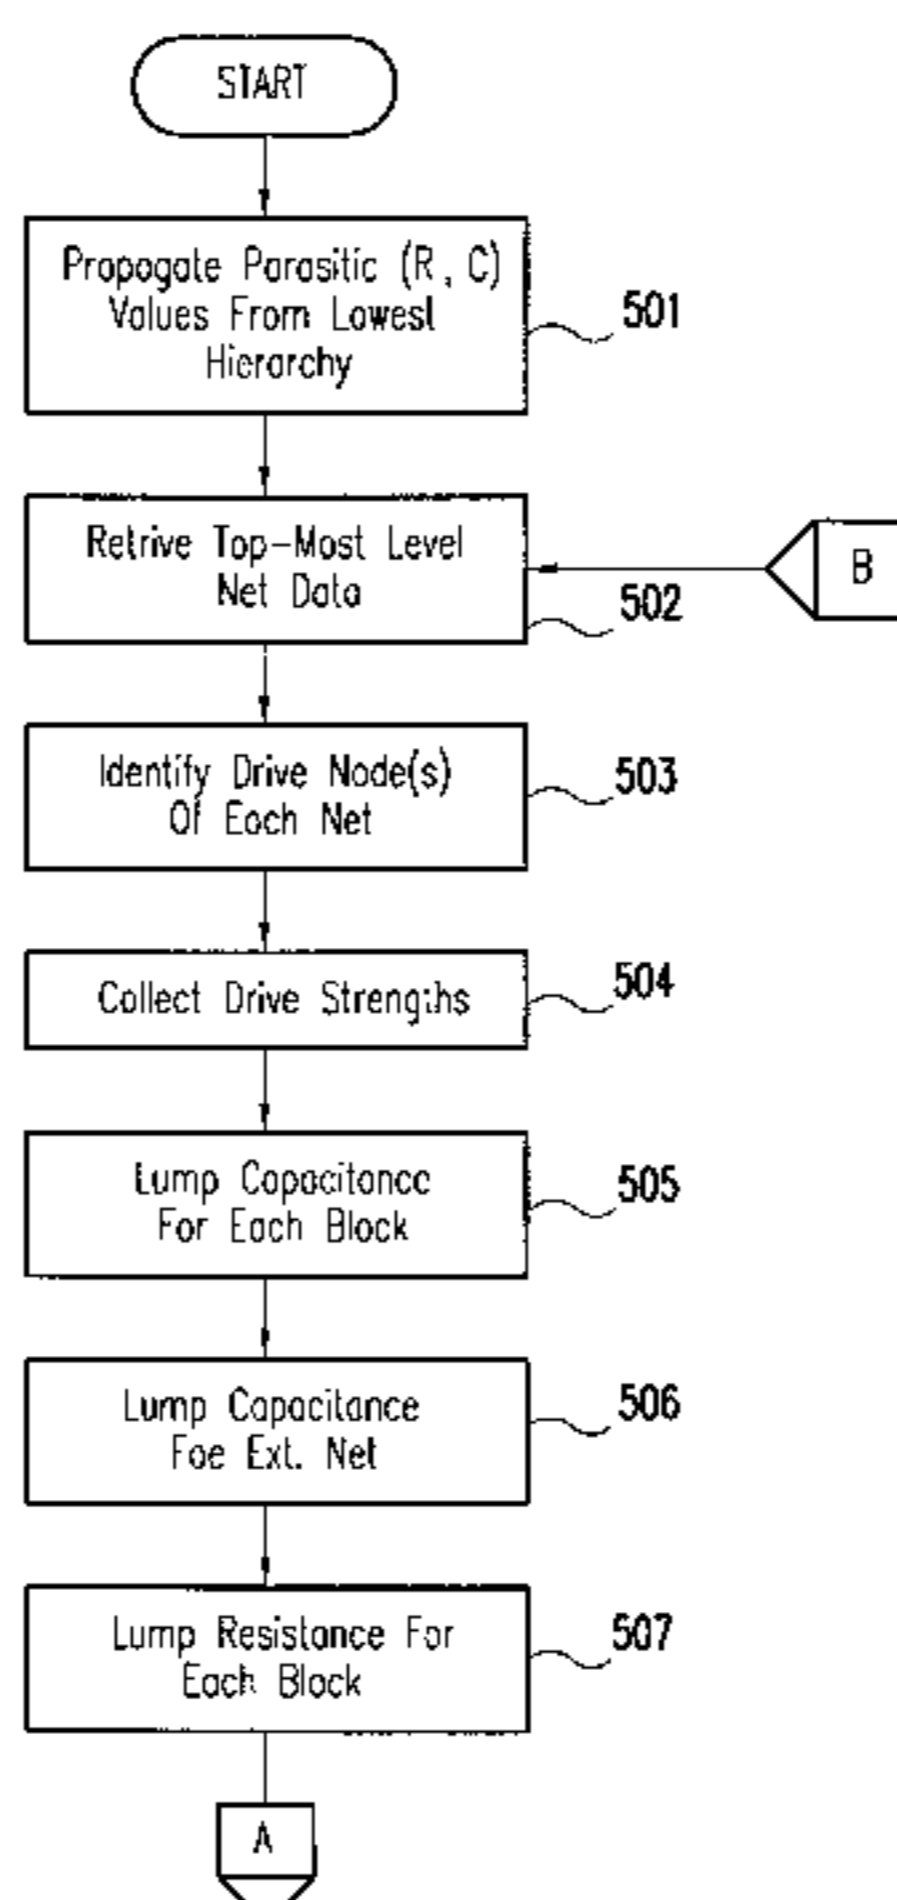 START
Propogate Parasitic (R, C)
Values From Lowest
Hierarchy
501
Retrive Top-Most Level
Net Data
B
502
Identify Drive Node(s)
Of Each Net
503
Collect Drive Strengths
504
Lump Capacitance
For Each Block
505
Lump Capacitance
Foe Ext. Net
506
Lump Resistance For
Each Block
507
A